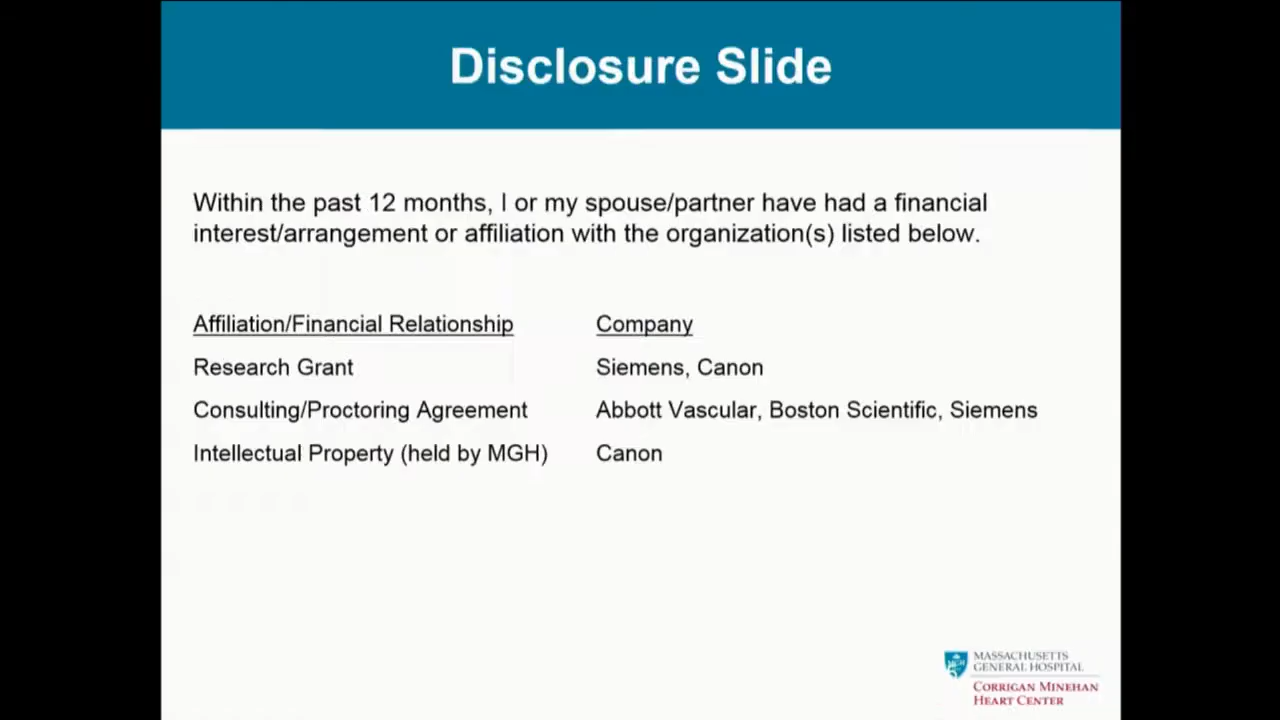 Disclosure Slide
Within the past 12 months, I or my spouse/partner have had a financial
interest/arrangement or affiliation with the organization(s) listed below.
Affiliation/Financial Relationship Company
Research Grant Siemens, Canon
Consulting/Proctoring Agreement Abbott Vascular, Boston Scientific, Siemens
Intellectual Property (held by MGH) Canon
MASSACHUSETTS
GENERAL HOSPITAL
CORRIGAN MINEHAN
HEART CENTER